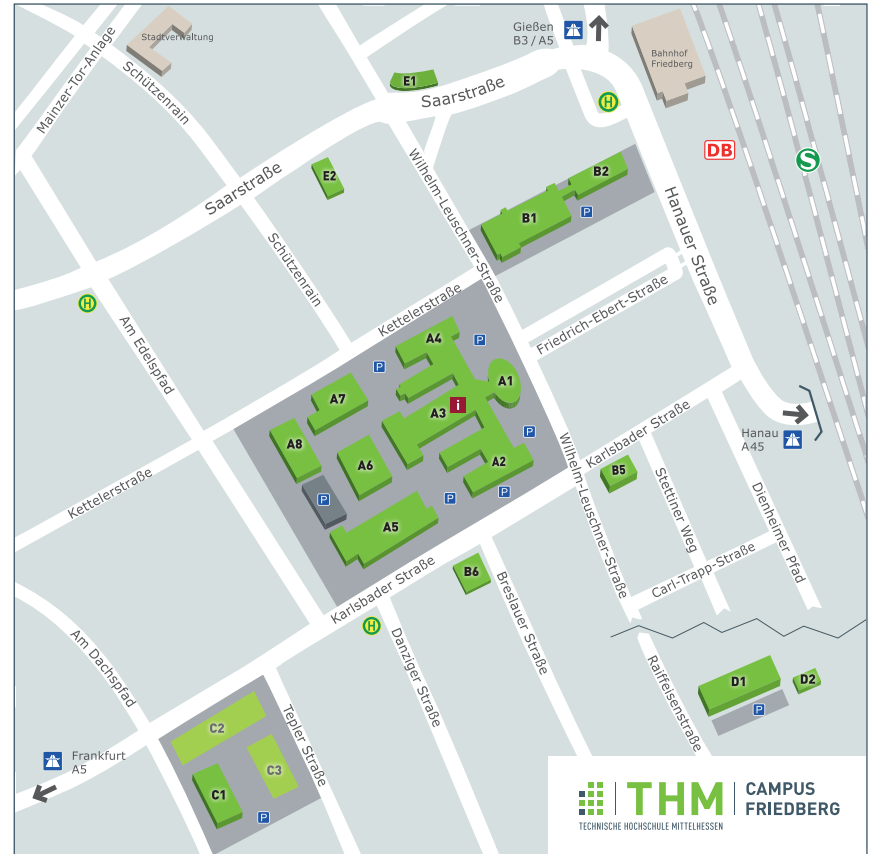 Stadtverwaltung
Mainzer-Tor-Anlage
Schützenrain
Gießen
B3 / A5
Bahnhof
Friedberg
E1
Saarstraße
H
DB
S
Saarstraße
E2
Wilhelm-Leuschner-Straße
B2
B1
P
Hanauer Straße
Schützenrain
H
Am Edelspfad
Kettelerstraße
Friedrich-Ebert-Straße
A4
P
P
A1
A7
A3
i
A8
A6
A2
P
P
P
P
A5
Hanau
A45
Karlsbader Straße
B5
Wilhelm-Leuschner-Straße
Stettiner Weg
Dienheimer Pfad
Carl-Trapp-Straße
Kettelerstraße
Karlsbader Straße
B6
Breslauer Straße
H
Danziger Straße
Am Dachspfad
Raiffeisenstraße
D1
D2
P
Tepler Straße
C2
C3
C1
P
Frankfurt
A5
THM
TECHNISCHE HOCHSCHULE MITTELHESSEN
CAMPUS
FRIEDBERG